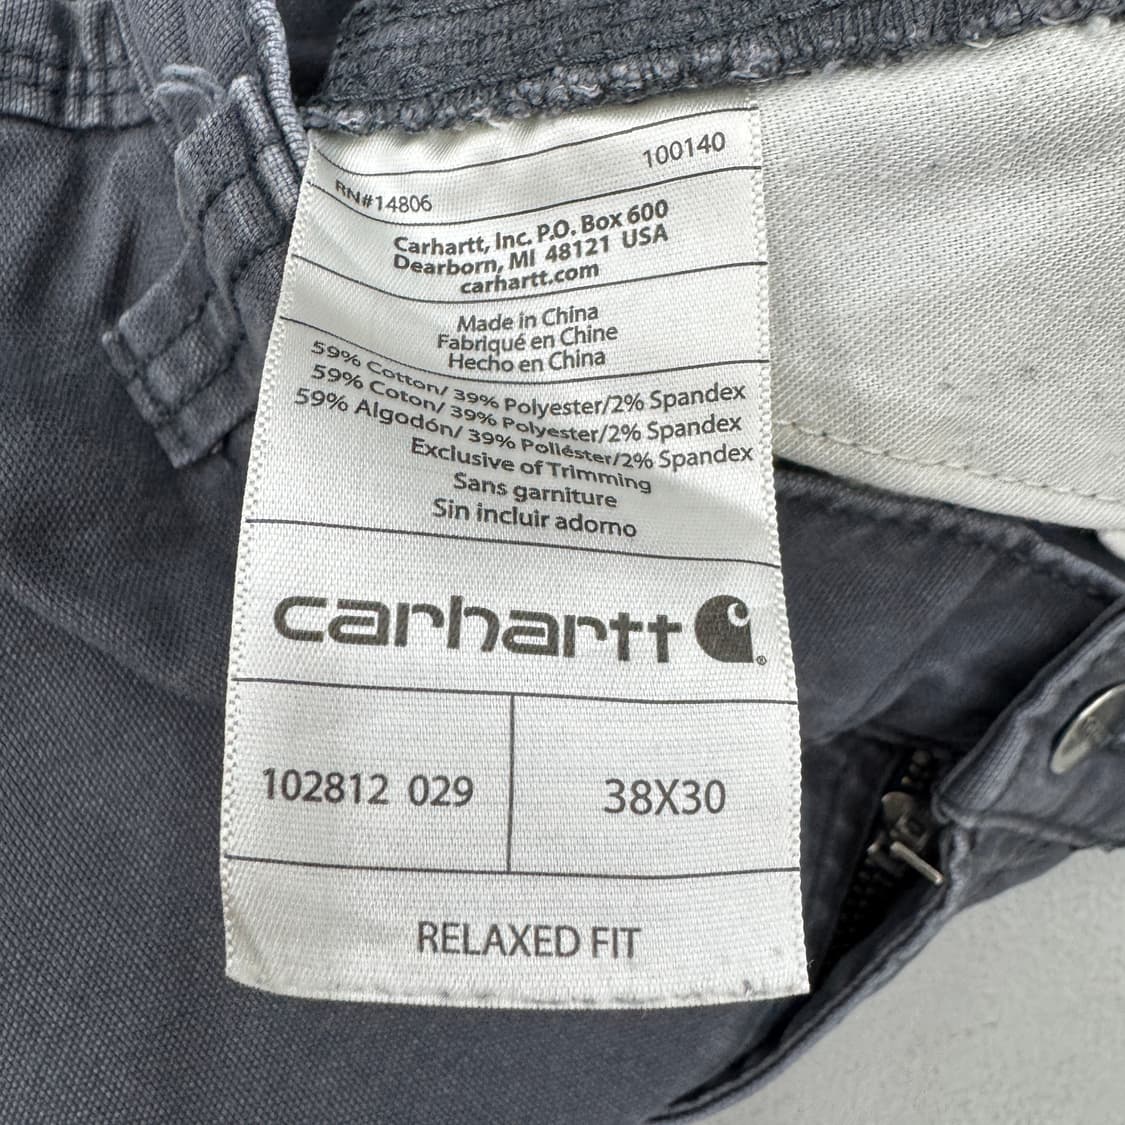 100140
RN#14806
Carhartt, Inc. P.O. Box 600
Dearborn, MI 48121 USA
carhartt.com
Made in China
Fabriqué en Chine
Hecho en China
59% Cotton/ 39% Polyester/2% Spandex
59% Coton/ 39% Polyester/2% Spandex
59% Algodón/ 39% Poliéster/2% Spandex
Exclusive of Trimming
Sans garniture
Sin incluir adorno
carhartt®
102812 029
38X30
RELAXED FIT